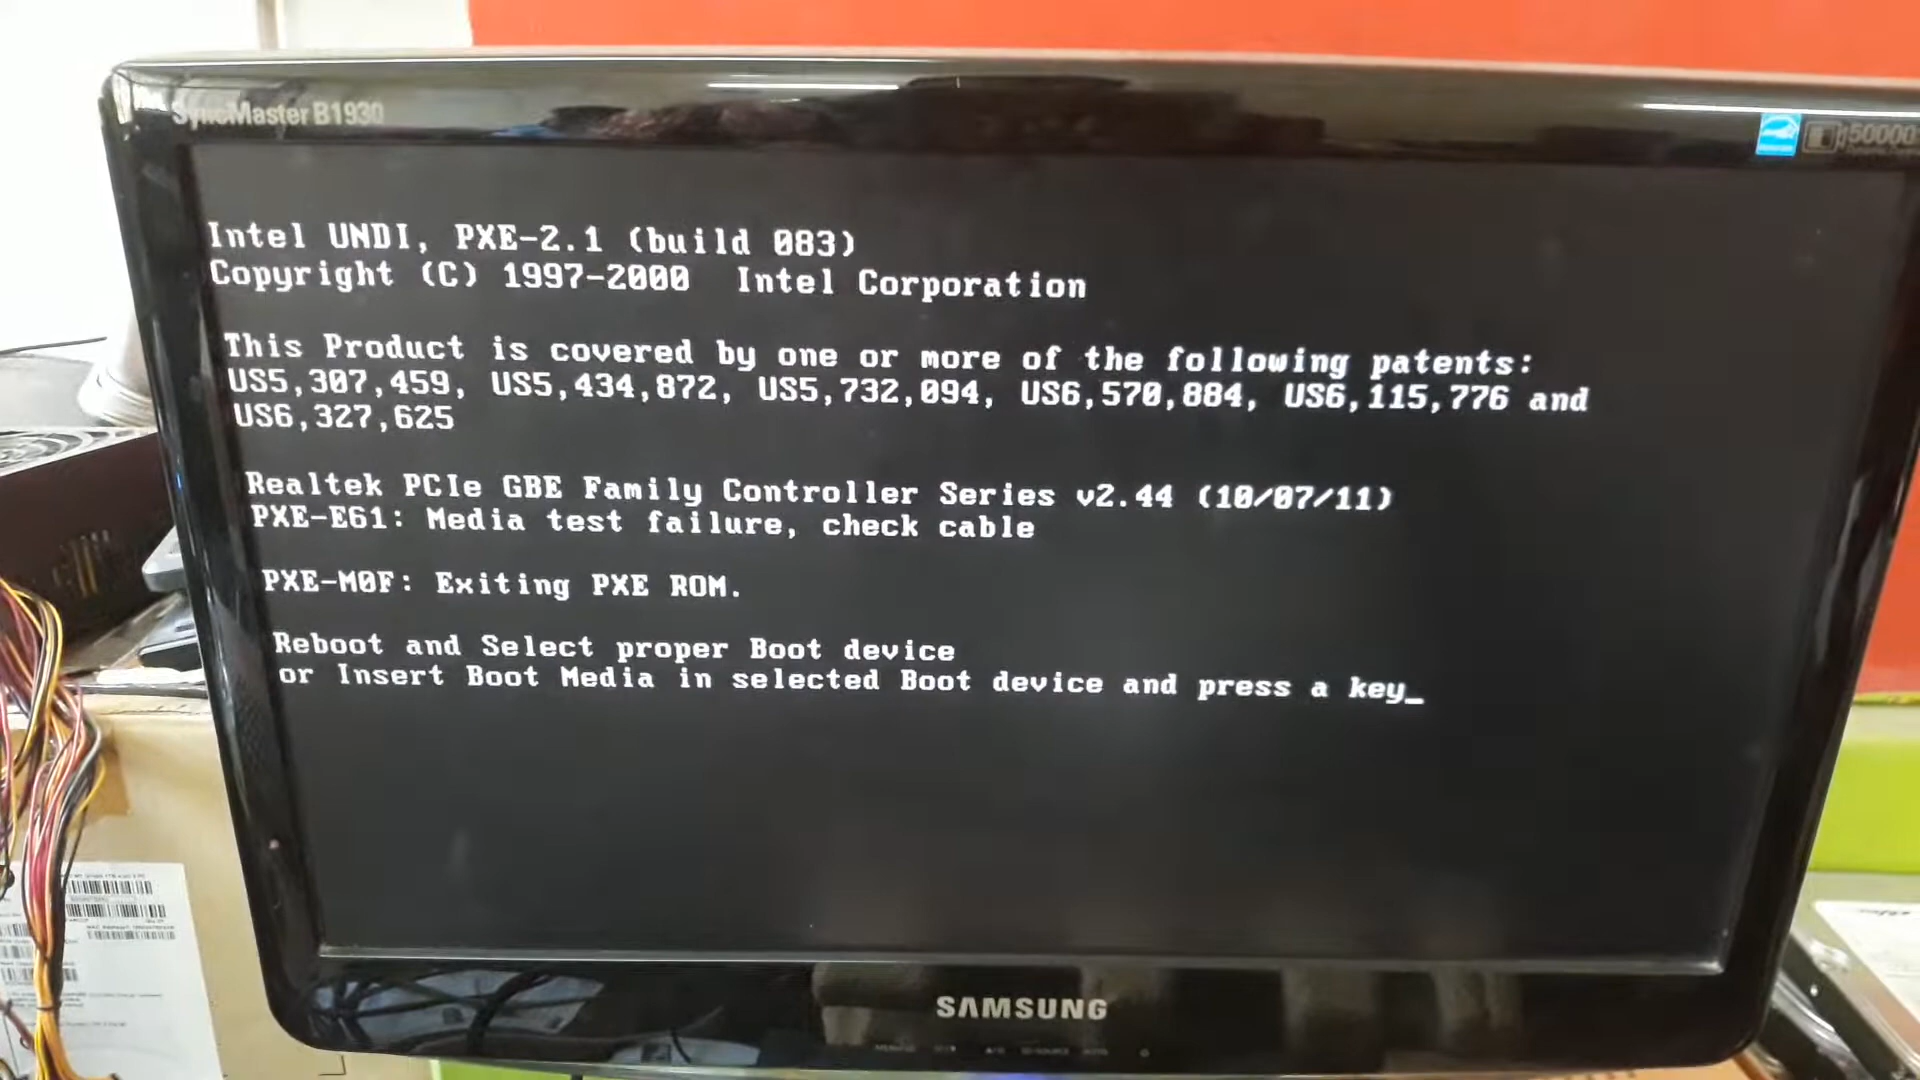 SyncMaster B1930
50000:
Intel UNDI, PXE-2.1 (build 083)
Copyright (C) 1997-2000  Intel Corporation
This Product is covered by one or more of the following patents:
US5,307,459, US5,434,872, US5,732,094, US6,570,884, US6,115,776 and
US6,327,625
Realtek PCIe GBE Family Controller Series v2.44 (10/07/11)
PXE-E61: Media test failure, check cable
PXE-M0F: Exiting PXE ROM.
Reboot and Select proper Boot device
or Insert Boot Media in selected Boot device and press a key_
SAMSUNG